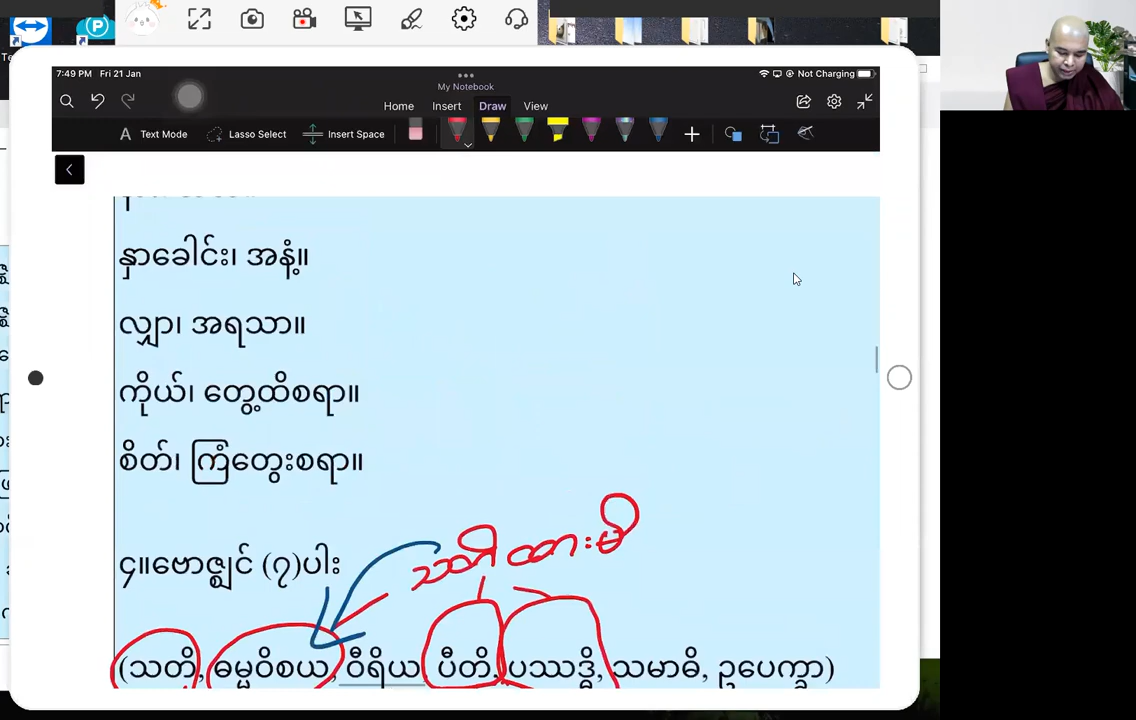 7:49 PM Fri 21 Jan
Not Charging
My Notebook
Home Insert Draw View
Text Mode Lasso Select Insert Space
နှာခေါင်း၊ အနံ့။
လျှာ၊ အရသာ။
ကိုယ်၊ တွေ့ထိစရာ။
စိတ်၊ ကြံတွေးစရာ။
သတိထားမိ
၄။ဗောဇ္ဈင် (၇)ပါး
(သတိ, ဓမ္မဝိစယ, ဝီရိယ, ပီတိ, ပဿဒ္ဓိ, သမာဓိ, ဥပေက္ခာ)